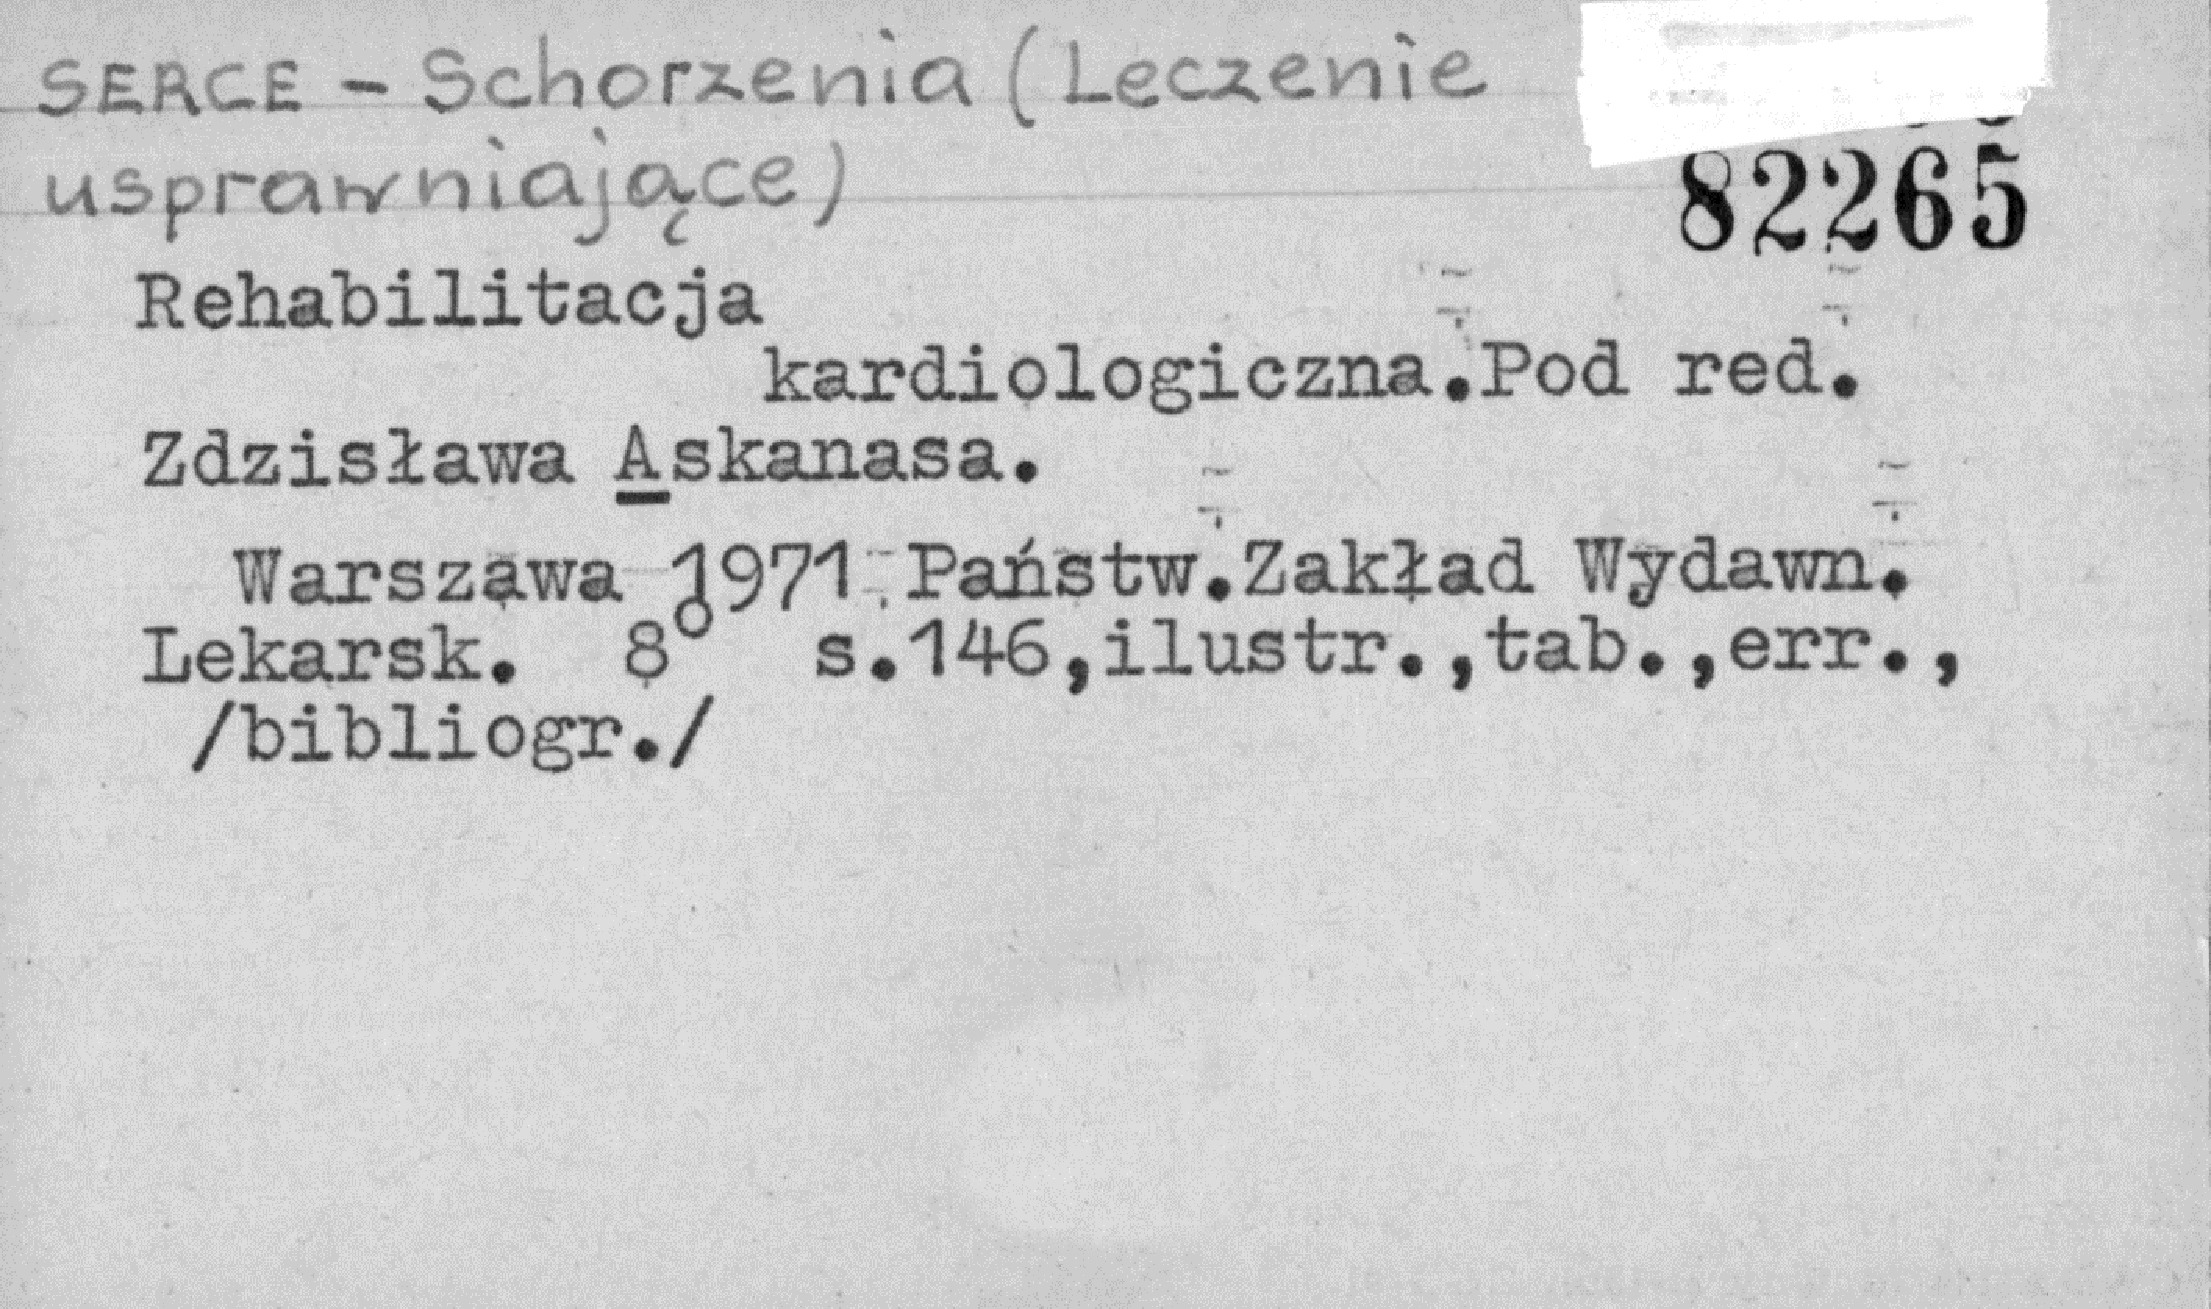 SERCE - Schorzenia (Leczenie
usprawniające)
82265
Rehabilitacja
kardiologiczna.Pod red.
Zdzisława Askanasa.
Warszawa 1971 Państw.Zakład Wydawn.
Lekarsk. 8° s.146,ilustr.,tab.,err.,
/bibliogr./